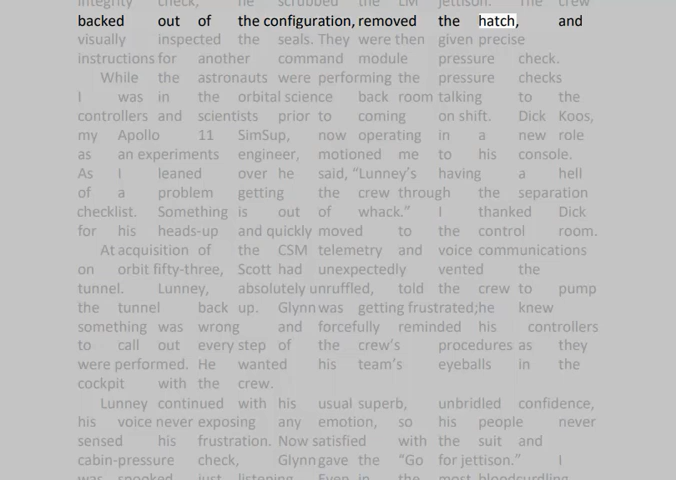 integrity check, he scrubbed the LM jettison. The crew
backed out of the configuration, removed the hatch, and
visually inspected the seals. They were then given precise
instructions for another command module pressure check.
While the astronauts were performing the pressure checks
I was in the orbital science back room talking to the
controllers and scientists prior to coming on shift. Dick Koos,
my Apollo 11 SimSup, now operating in a new role
as an experiments engineer, motioned me to his console.
As I leaned over he said, “Lunney’s having a hell
of a problem getting the crew through the separation
checklist. Something is out of whack.” I thanked Dick
for his heads-up and quickly moved to the control room.
At acquisition of the CSM telemetry and voice communications
on orbit fifty-three, Scott had unexpectedly vented the
tunnel. Lunney, absolutely unruffled, told the crew to pump
the tunnel back up. Glynn was getting frustrated;he knew
something was wrong and forcefully reminded his controllers
to call out every step of the crew’s procedures as they
were performed. He wanted his team’s eyeballs in the
cockpit with the crew.
Lunney continued with his usual superb, unbridled confidence,
his voice never exposing any emotion, so his people never
sensed his frustration. Now satisfied with the suit and
cabin-pressure check, Glynn gave the “Go for jettison.” I
was spooked just listening. Even in the most bloodcurdling